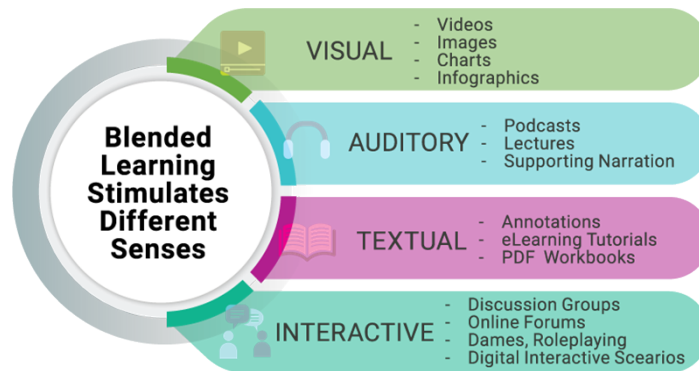 Blended
Learning
Stimulates
Different
Senses
VISUAL
- Videos
- Images
- Charts
- Infographics
AUDITORY
- Podcasts
- Lectures
- Supporting Narration
TEXTUAL
- Annotations
- eLearning Tutorials
- PDF Workbooks
INTERACTIVE
- Discussion Groups
- Online Forums
- Dames, Roleplaying
- Digital Interactive Scearios